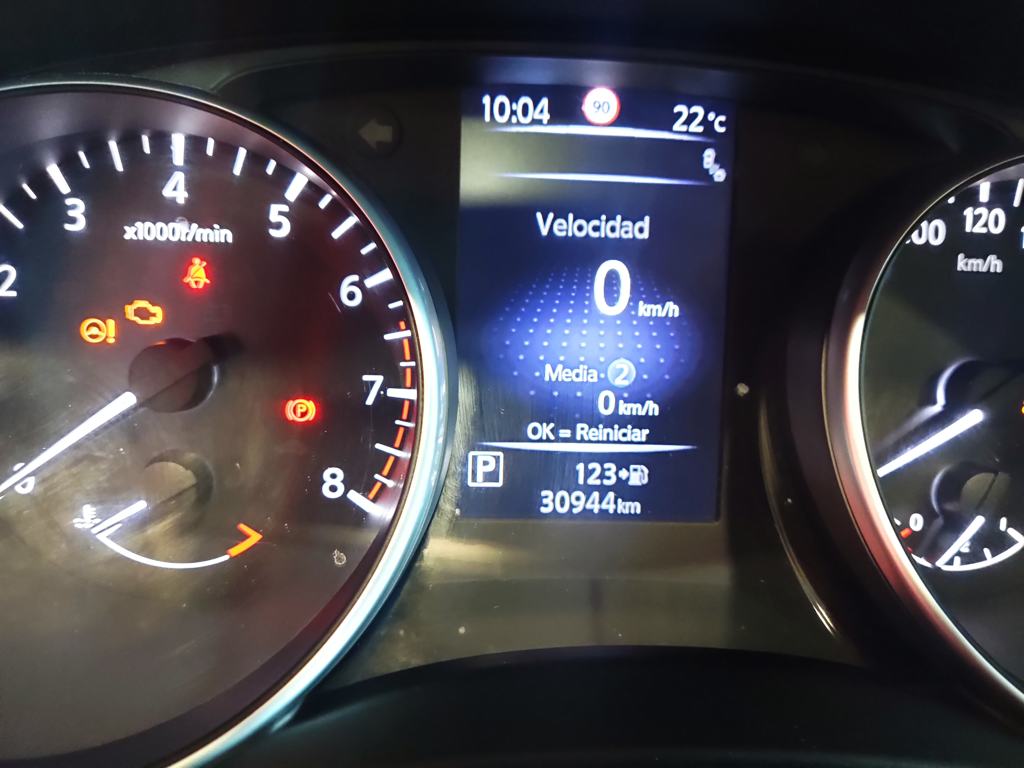 10:04 90 22°C
Velocidad
0 km/h
Media 2
0 km/h
OK = Reiniciar
P 123
30944km
2 3 4 5 6 7 8
x1000r/min
P
120
km/h
0